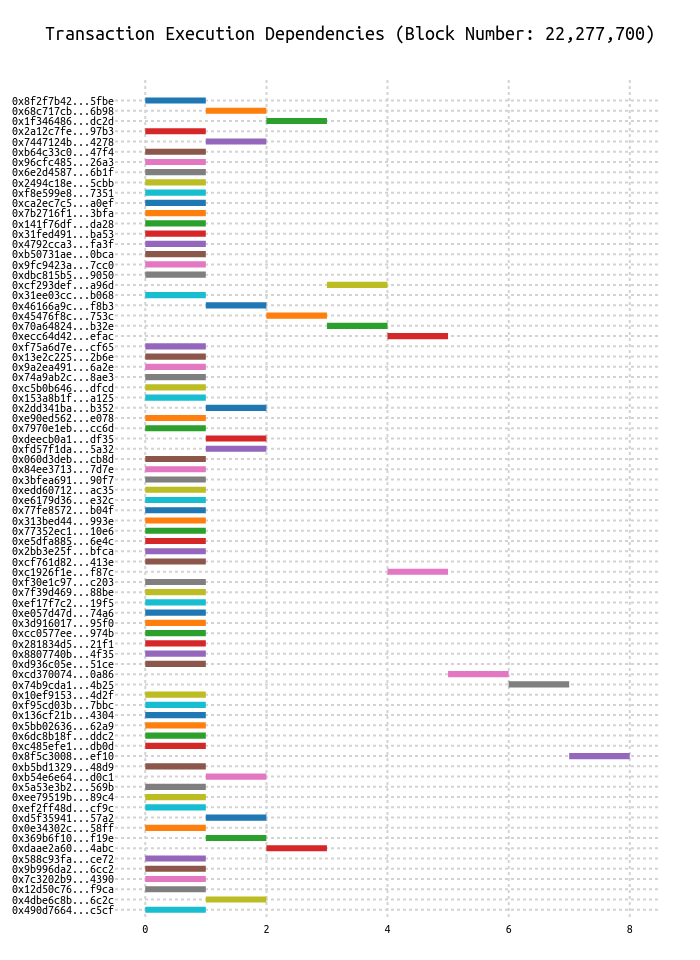 Transaction Execution Dependencies (Block Number: 22,277,700)
0x8f2f7b42...5fbe
0x68c717cb...6b98
0x1f346486...dc2d
0x2a12c7fe...97b3
0x7447124b...4278
0xb64c33c0...47f4
0x96cfc485...26a3
0x6e2d4587...6b1f
0x2494c18e...5cbb
0xf8e599e8...7351
0xca2ec7c5...a0ef
0x7b2716f1...3bfa
0x141f76df...da28
0x31fed491...ba53
0x4792cca3...fa3f
0xb50731ae...0bca
0x9fc9423a...7cc0
0xdbc815b5...9050
0xcf293def...a96d
0x31ee03cc...b068
0x46166a9c...f8b3
0x45476f8c...753c
0x70a64824...b32e
0xecc64d42...efac
0xf75a6d7e...cf65
0x13e2c225...2b6e
0x9a2ea491...6a2e
0x74a9ab2c...8ae3
0xc5b0b646...dfcd
0x153a8b1f...a125
0x2dd341ba...b352
0xe90ed562...e078
0x7970e1eb...cc6d
0xdeecb0a1...df35
0xfd57f1da...5a32
0x060d3deb...cb8d
0x84ee3713...7d7e
0x3bfea691...90f7
0xedd60712...ac35
0xe6179d36...e32c
0x77fe8572...b04f
0x313bed44...993e
0x77352ec1...10e6
0xe5dfa885...6e4c
0x2bb3e25f...bfca
0xcf761d82...413e
0xc1926f1e...f87c
0xf30e1c97...c203
0x7f39d469...88be
0xef17f7c2...19f5
0xe057d47d...74a6
0x3d916017...95f0
0xcc0577ee...974b
0x281834d5...21f1
0x8807740b...4f35
0xd936c05e...51ce
0xcd370074...0a86
0x74b9cda1...4b25
0x10ef9153...4d2f
0xf95cd03b...7bbc
0x136cf21b...4304
0x5bb02636...62a9
0x6dc8b18f...ddc2
0xc485efe1...db0d
0x8f5c3008...ef10
0xb5bd1329...48d9
0xb54e6e64...d0c1
0x5a53e3b2...569b
0xee79519b...89c4
0xef2ff48d...cf9c
0xd5f35941...57a2
0x0e34302c...58ff
0x369b6f10...f19e
0xdaae2a60...4abc
0x588c93fa...ce72
0x9b996da2...6cc2
0x7c3202b9...4390
0x12d50c76...f9ca
0x4dbe6c8b...6c2c
0x490d7664...c5cf
0 2 4 6 8